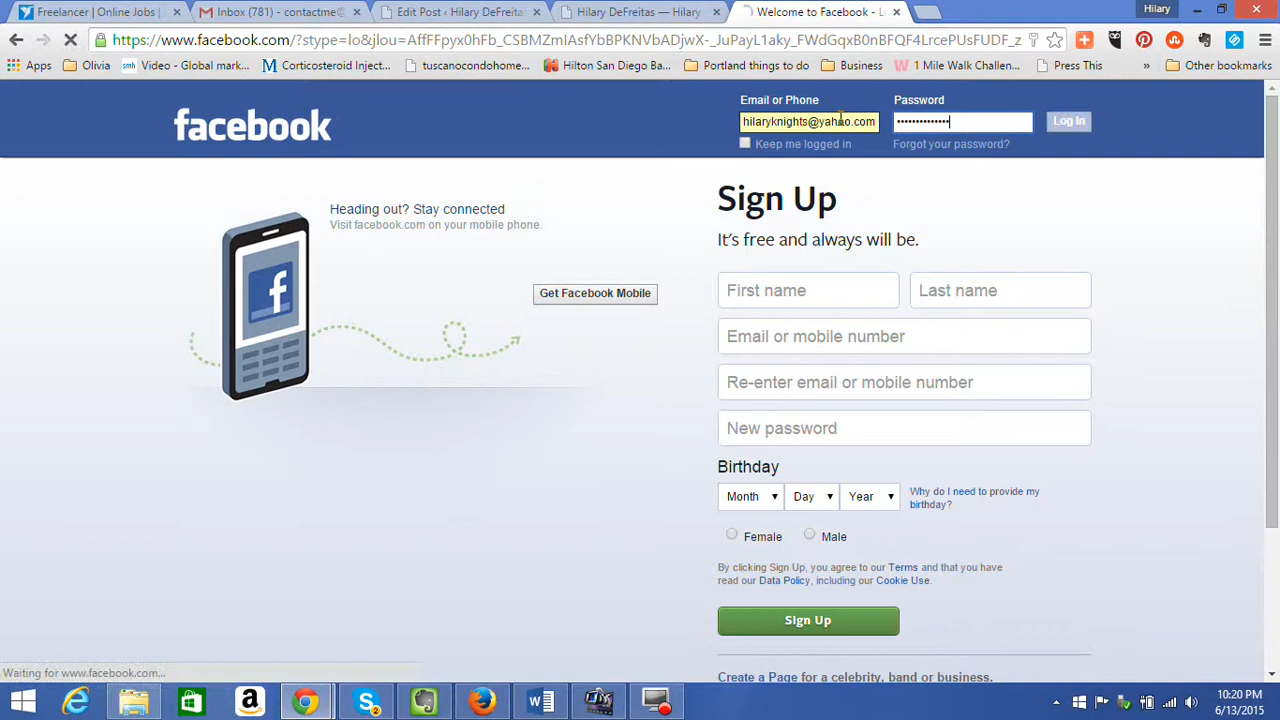 Freelancer | Online Jobs | Inbox (781) - contactme@ Edit Post ‹ Hilary DeFreitas Hilary DeFreitas — Hilary Welcome to Facebook - Lo Hilary
https://www.facebook.com/?stype=lo&jlou=AffFFpyx0hFb_CSBMZmIAsfYbBPKNVbADjwX-_JuPayL1aky_FWdGqxB0nBFQF4LrcePUsFUDF_z
Apps Olivia smh Video - Global mark... Corticosteroid Inject... tuscanocondohome... Hilton San Diego Ba... Portland things to do Business 1 Mile Walk Challen... Press This » Other bookmarks
Email or Phone Password
facebook
hilaryknights@yahoo.com •••••••••••••• Log In
Keep me logged in Forgot your password?
Sign Up
Heading out? Stay connected
Visit facebook.com on your mobile phone.
It's free and always will be.
Get Facebook Mobile
First name Last name
Email or mobile number
Re-enter email or mobile number
New password
Birthday
Month Day Year Why do I need to provide my
birthday?
Female Male
By clicking Sign Up, you agree to our Terms and that you have
read our Data Policy, including our Cookie Use.
Sign Up
Waiting for www.facebook.com...
Create a Page for a celebrity, band or business.
10:20 PM
6/13/2015